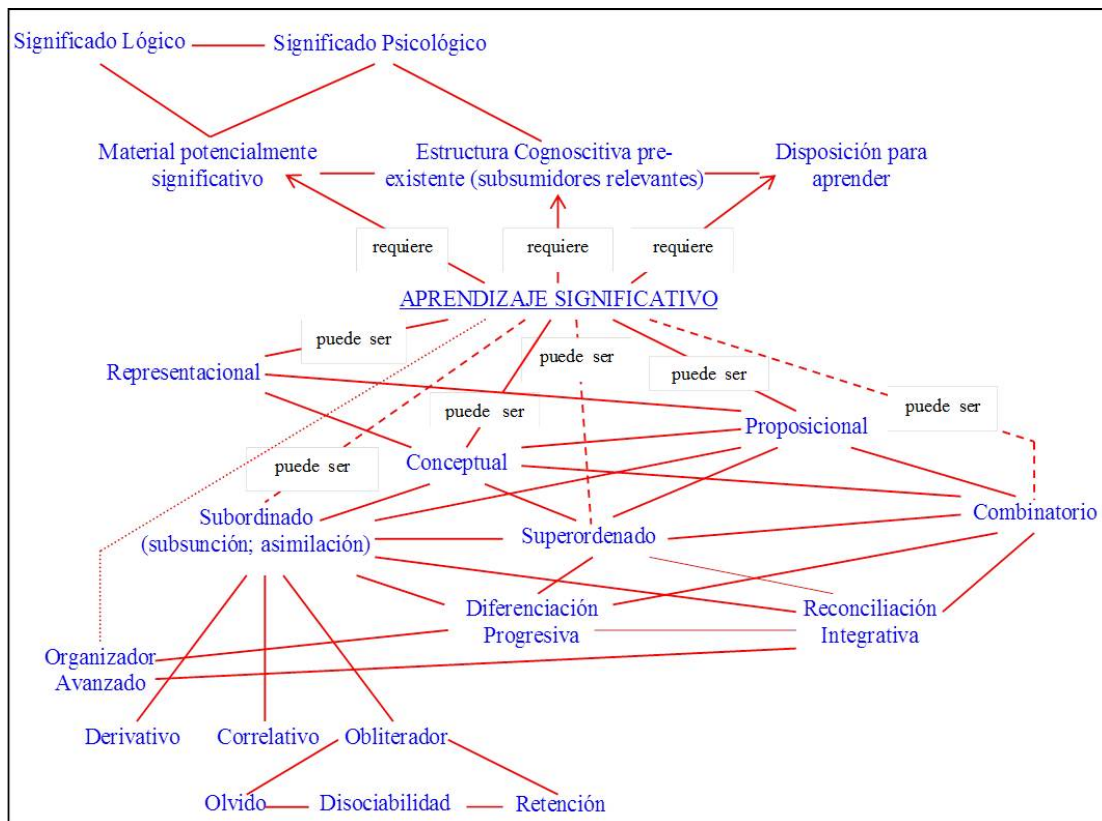 Significado Lógico
Significado Psicológico
Material potencialmente
significativo
Estructura Cognoscitiva pre-
existente (subsumidores relevantes)
Disposición para
aprender
requiere
requiere
requiere
APRENDIZAJE SIGNIFICATIVO
puede ser
puede ser
puede ser
Representacional
puede ser
puede ser
Proposicional
puede ser
Conceptual
Subordinado
(subsunción; asimilación)
Superordenado
Combinatorio
Diferenciación
Progresiva
Reconciliación
Integrativa
Organizador
Avanzado
Derivativo
Correlativo
Obliterador
Olvido
Disociabilidad
Retención